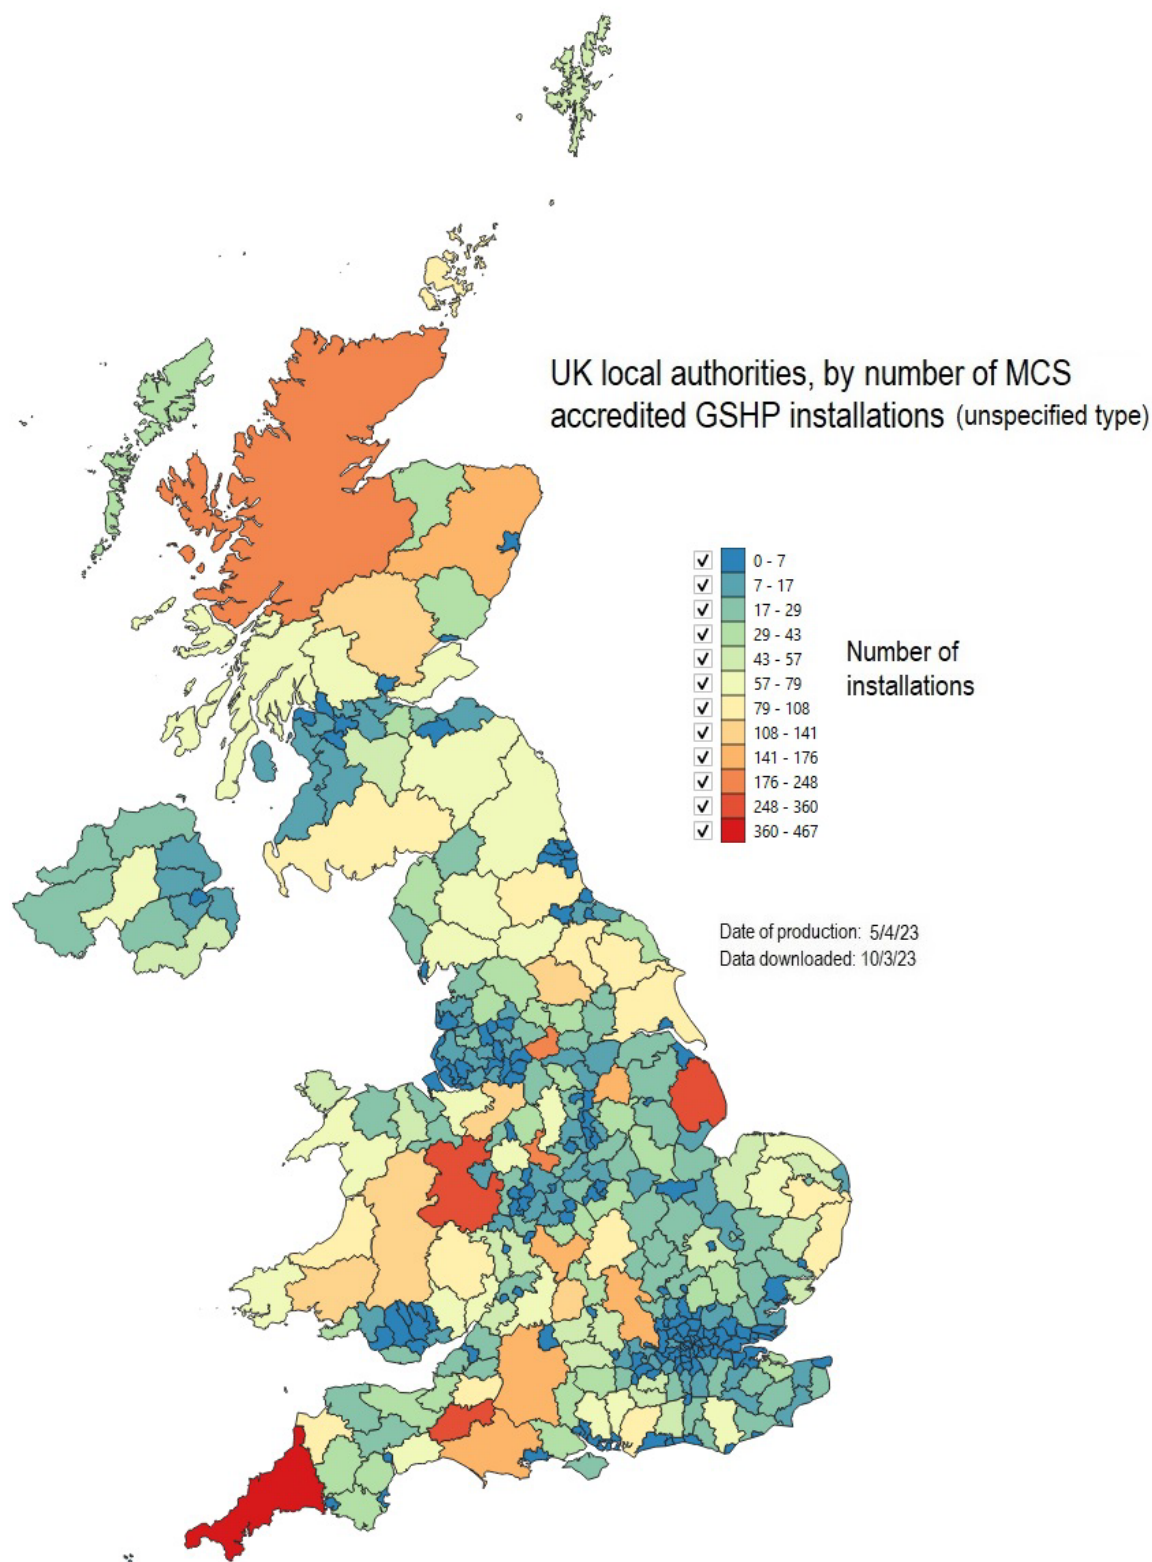 UK local authorities, by number of MCS
accredited GSHP installations (unspecified type)
0 - 7
7 - 17
17 - 29
29 - 43
43 - 57
57 - 79
79 - 108
108 - 141
141 - 176
176 - 248
248 - 360
360 - 467
Number of
installations
Date of production: 5/4/23
Data downloaded: 10/3/23